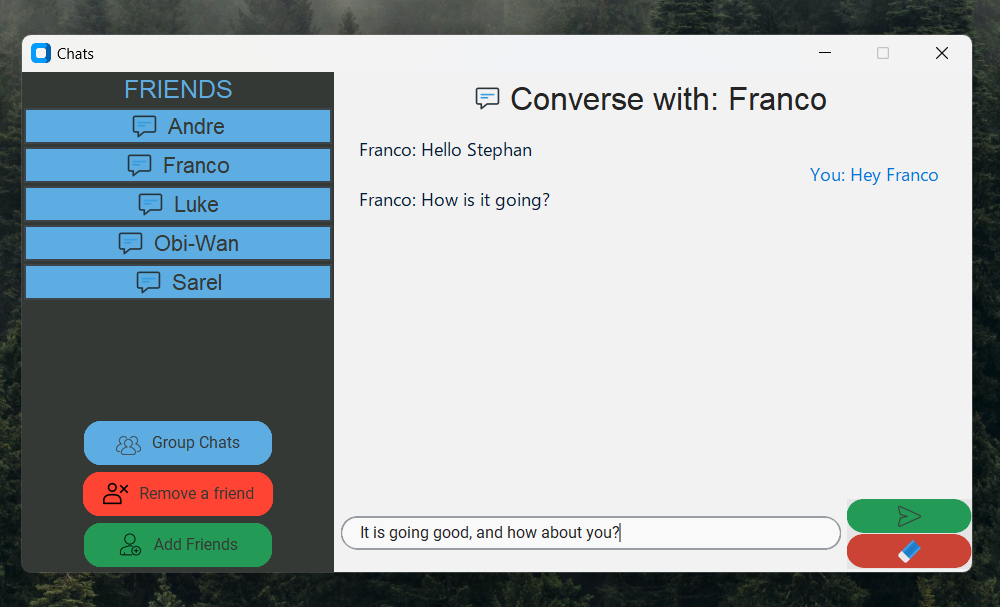 Chats
FRIENDS
Andre
Franco
Luke
Obi-Wan
Sarel
Group Chats
Remove a friend
Add Friends
Converse with: Franco
Franco: Hello Stephan
You: Hey Franco
Franco: How is it going?
It is going good, and how about you?